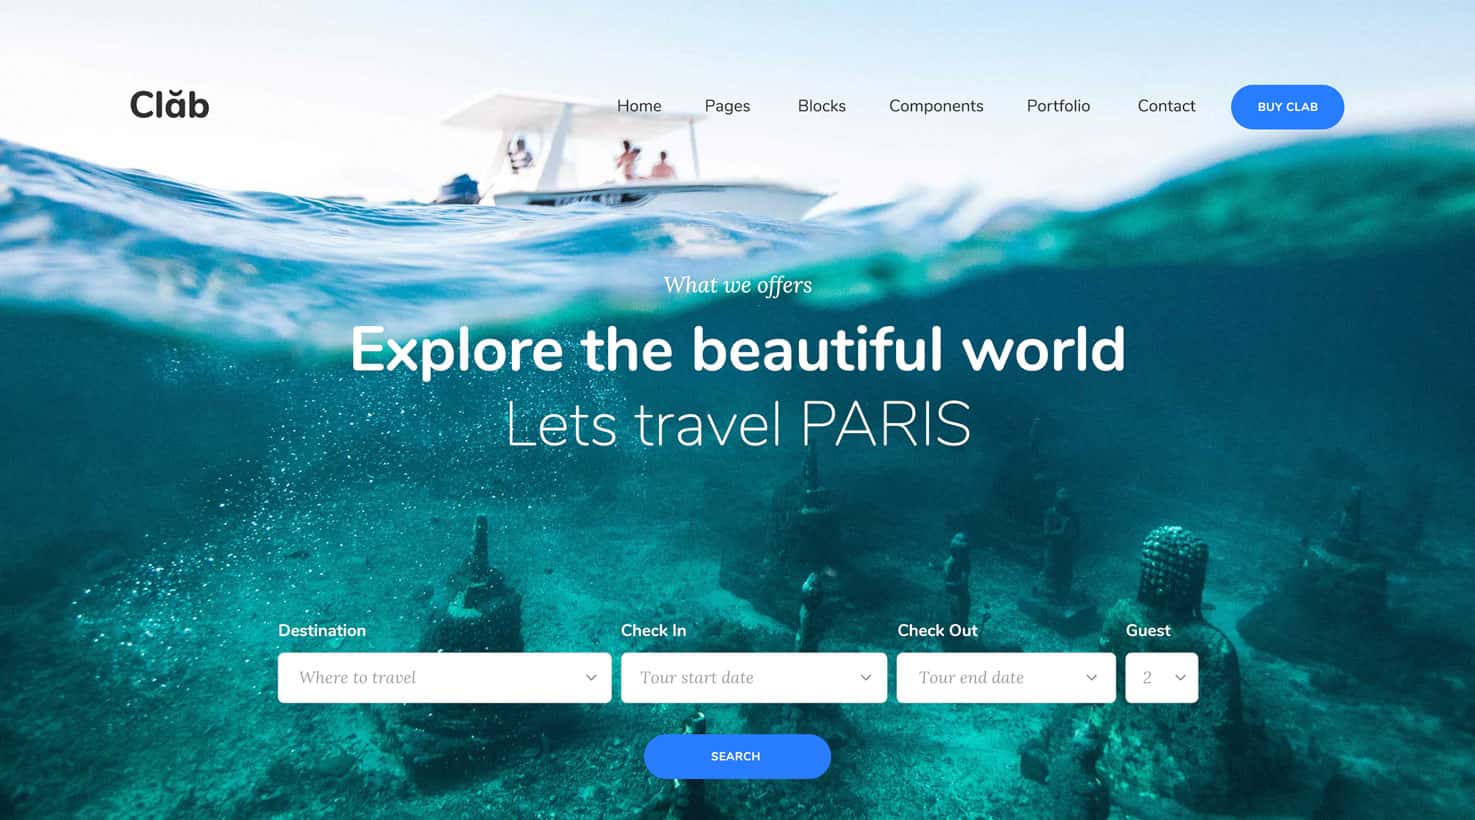 Clăb
Home Pages Blocks Components Portfolio Contact BUY CLAB
What we offers
Explore the beautiful world
Lets travel PARIS
Destination Check In Check Out Guest
Where to travel Tour start date Tour end date 2
SEARCH